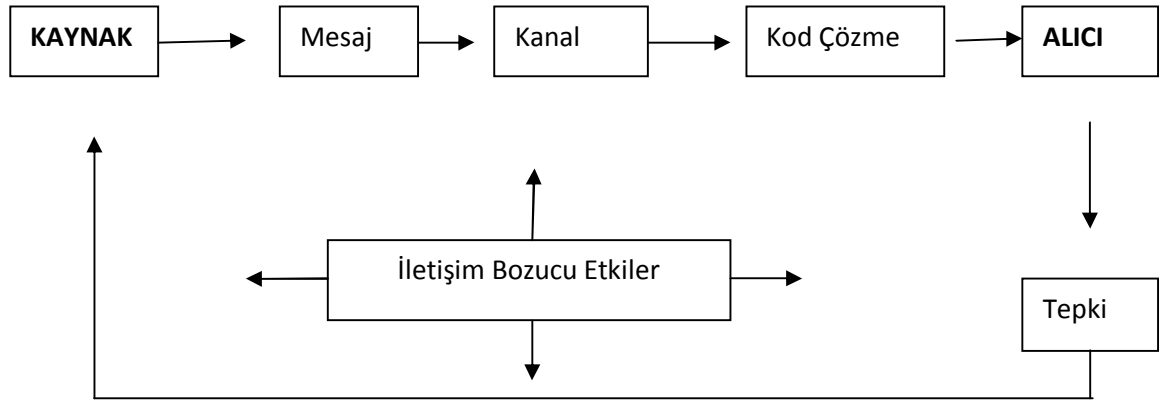 KAYNAK
Mesaj
Kanal
Kod Çözme
ALICI
İletişim Bozucu Etkiler
Tepki